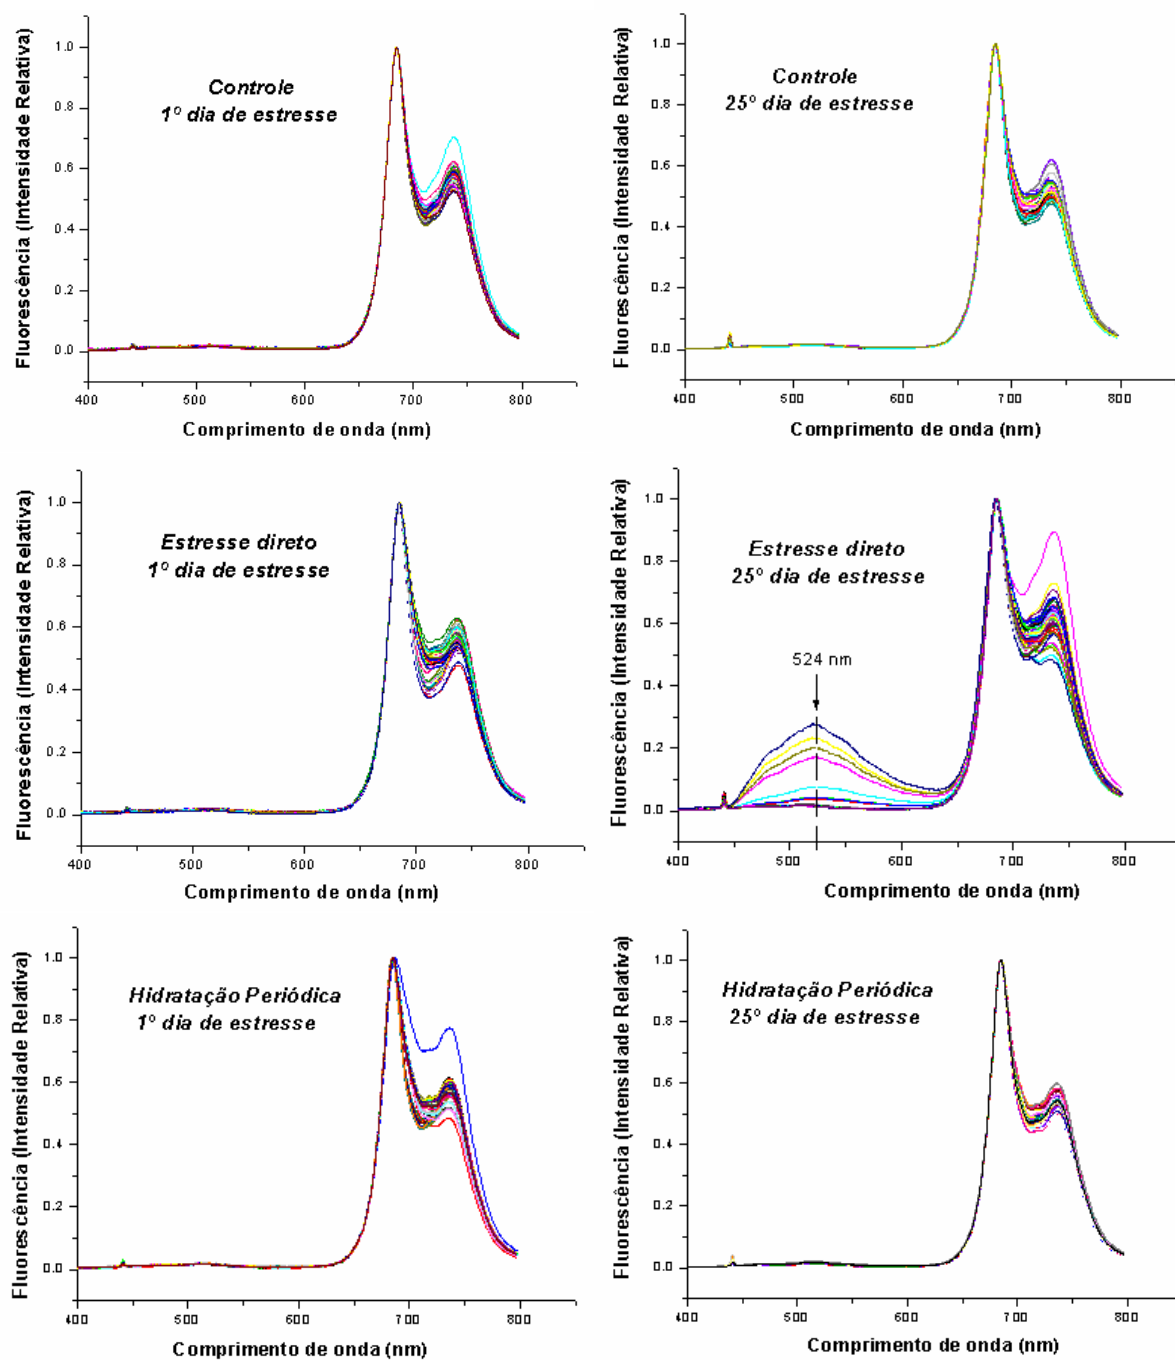 Fluorescência (Intensidade Relativa)
1.0
0.8
0.6
0.4
0.2
0.0
Controle
1º dia de estresse
400 500 600 700 800
Comprimento de onda (nm)
Fluorescência (Intensidade Relativa)
1.0
0.8
0.6
0.4
0.2
0.0
Controle
25º dia de estresse
400 500 600 700 800
Comprimento de onda (nm)
Fluorescência (Intensidade Relativa)
1.0
0.8
0.6
0.4
0.2
0.0
Estresse direto
1º dia de estresse
400 500 600 700 800
Comprimento de onda (nm)
Fluorescência (Intensidade Relativa)
1.0
0.8
0.6
0.4
0.2
0.0
Estresse direto
25º dia de estresse
524 nm
400 500 600 700 800
Comprimento de onda (nm)
Fluorescência (Intensidade Relativa)
1.0
0.8
0.6
0.4
0.2
0.0
Hidratação Periódica
1º dia de estresse
400 500 600 700 800
Comprimento de onda (nm)
Fluorescência (Intensidade Relativa)
1.0
0.8
0.6
0.4
0.2
0.0
Hidratação Periódica
25º dia de estresse
400 500 600 700 800
Comprimento de onda (nm)